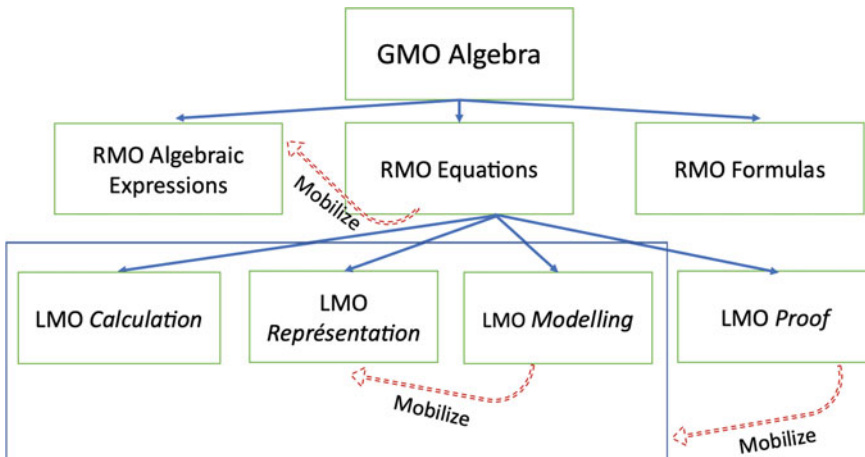 GMO Algebra
RMO Algebraic
Expressions
RMO Equations
RMO Formulas
Mobilize
LMO Calculation
LMO
Représentation
LMO Modelling
LMO Proof
Mobilize
Mobilize